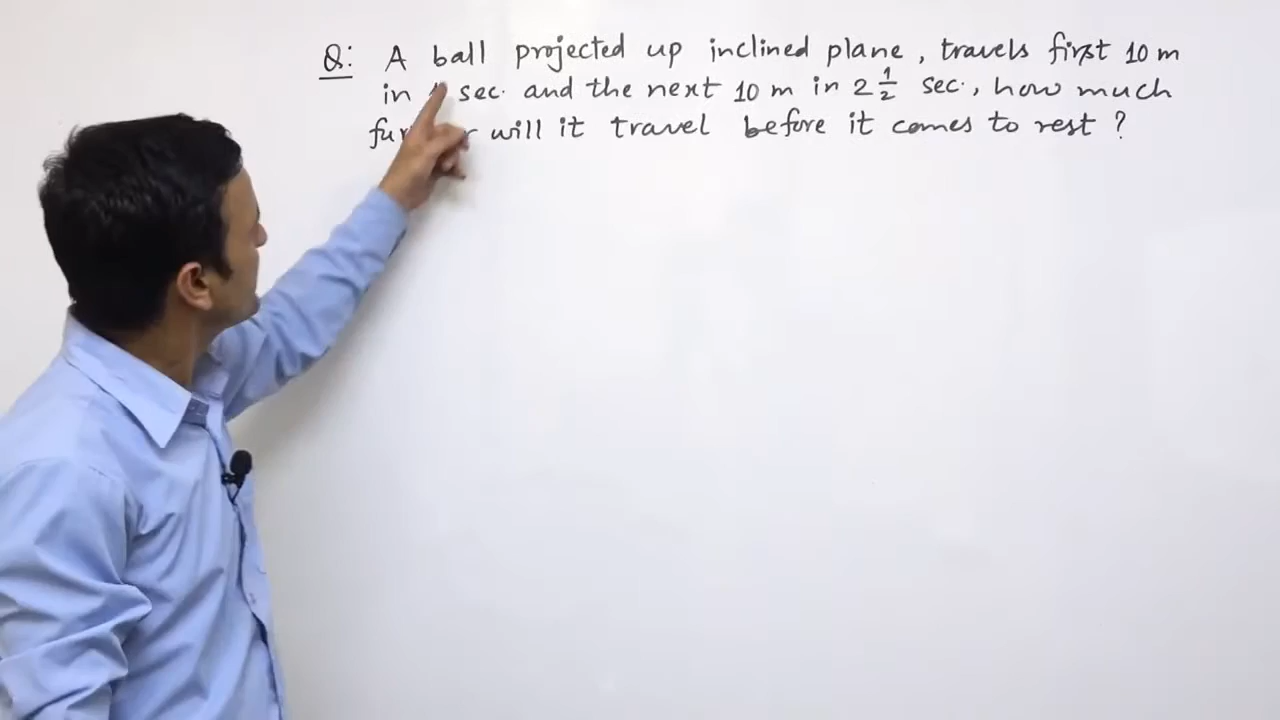 Q: A ball projected up inclined plane, travels first 10 m
in sec. and the next 10 m in 2 1/2 sec., how much
will it travel before it comes to rest ?